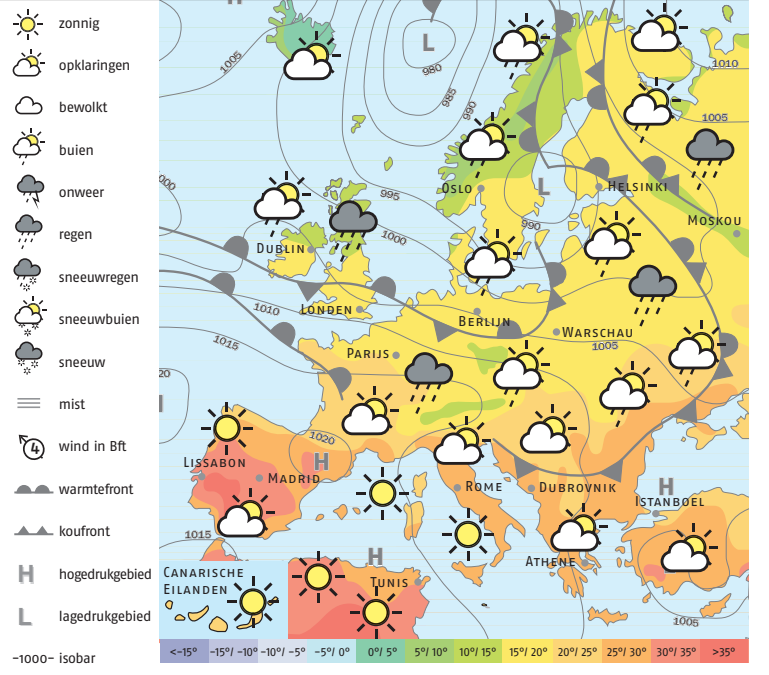 zonnig
opklaringen
bewolkt
buien
onweer
regen
sneeuwregen
sneeuwbuien
sneeuw
mist
4 wind in Bft
warmtefront
koufront
H hogedrukgebied
L lagedrukgebied
-1000- isobar
H
L
1005
980
985
990
1010
1005
000
OSLO
L
HELSINKI
995
990
MOSKOU
1000
DUBLIN
1010
LONDEN
BERLIJN
WARSCHAU
1005
1015
PARIJS
20
H
1020
H
LISSABON
MADRID
ROME
DUBROVNIK
H
ISTANBOEL
1015
H
ATHENE
CANARISCHE
EILANDEN
TUNIS
1005
<-15° -15°/ -10° -10°/ -5° -5°/ 0° 0°/ 5° 5°/ 10° 10°/ 15° 15°/ 20° 20°/ 25° 25°/ 30° 30°/ 35° >35°